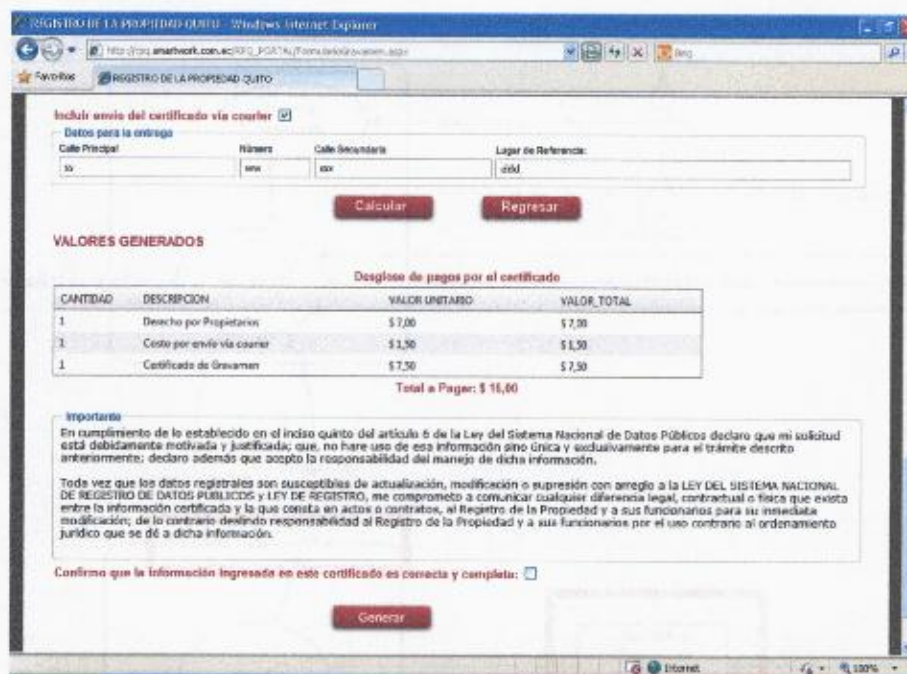 REGISTRO DE LA PROPIEDAD QUITO - Windows Internet Explorer
Favoritos
REGISTRO DE LA PROPIEDAD QUITO
Incluir envío del certificado vía courier
Datos para la entrega
Calle Principal Número Calle Secundaria Lugar de Referencia:
Calcular Regresar
VALORES GENERADOS
Desglose de pagos por el certificado
CANTIDAD DESCRIPCION VALOR UNITARIO VALOR_TOTAL
1 Derecho por Propietarios $ 7,00 $ 7,00
1 Costo por envío vía courier $ 1,50 $ 1,50
1 Certificado de Gravamen $ 7,50 $ 7,50
Total a Pagar: $ 16,00
Importante
En cumplimiento de lo establecido en el inciso quinto del artículo 6 de la Ley del Sistema Nacional de Datos Públicos declaro que mi solicitud
está debidamente motivada y justificada; que, no hare uso de esa información sino única y exclusivamente para el trámite descrito
anteriormente; declaro además que acepto la responsabilidad del manejo de dicha información.
Toda vez que los datos registrales son susceptibles de actualización, modificación o supresión con arreglo a la LEY DEL SISTEMA NACIONAL
DE REGISTRO DE DATOS PUBLICOS y LEY DE REGISTRO, me comprometo a comunicar cualquier diferencia legal, contractual o física que exista
entre la información certificada y la que consta en actos o contratos, al Registro de la Propiedad y a sus funcionarios para su inmediata
modificación; de lo contrario deslindo responsabilidad al Registro de la Propiedad y a sus funcionarios por el uso contrario al ordenamiento
jurídico que se dé a dicha información.
Confirmo que la información ingresada en este certificado es correcta y completa:
Generar
Internet 100%